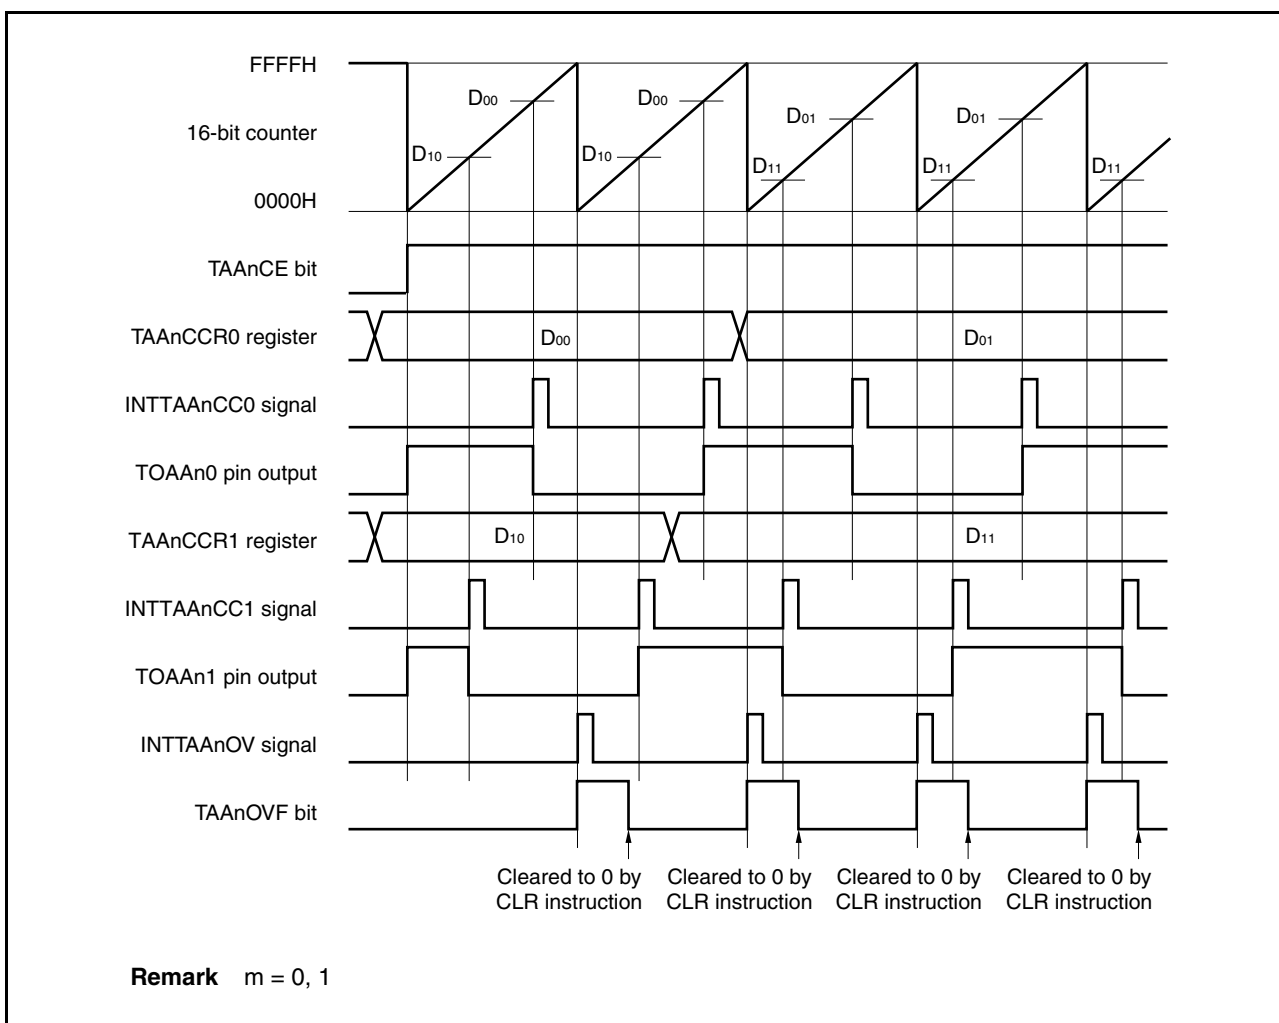 FFFFH
D00
D00
16-bit counter
D01
D01
D10
D10
D11
D11
D11
0000H
TAAnCE bit
TAAnCCR0 register
D00
D01
INTTAAnCC0 signal
TOAAn0 pin output
TAAnCCR1 register
D10
D11
INTTAAnCC1 signal
TOAAn1 pin output
INTTAAnOV signal
TAAnOVF bit
Cleared to 0 by
CLR instruction
Cleared to 0 by
CLR instruction
Cleared to 0 by
CLR instruction
Cleared to 0 by
CLR instruction
Remark m = 0, 1